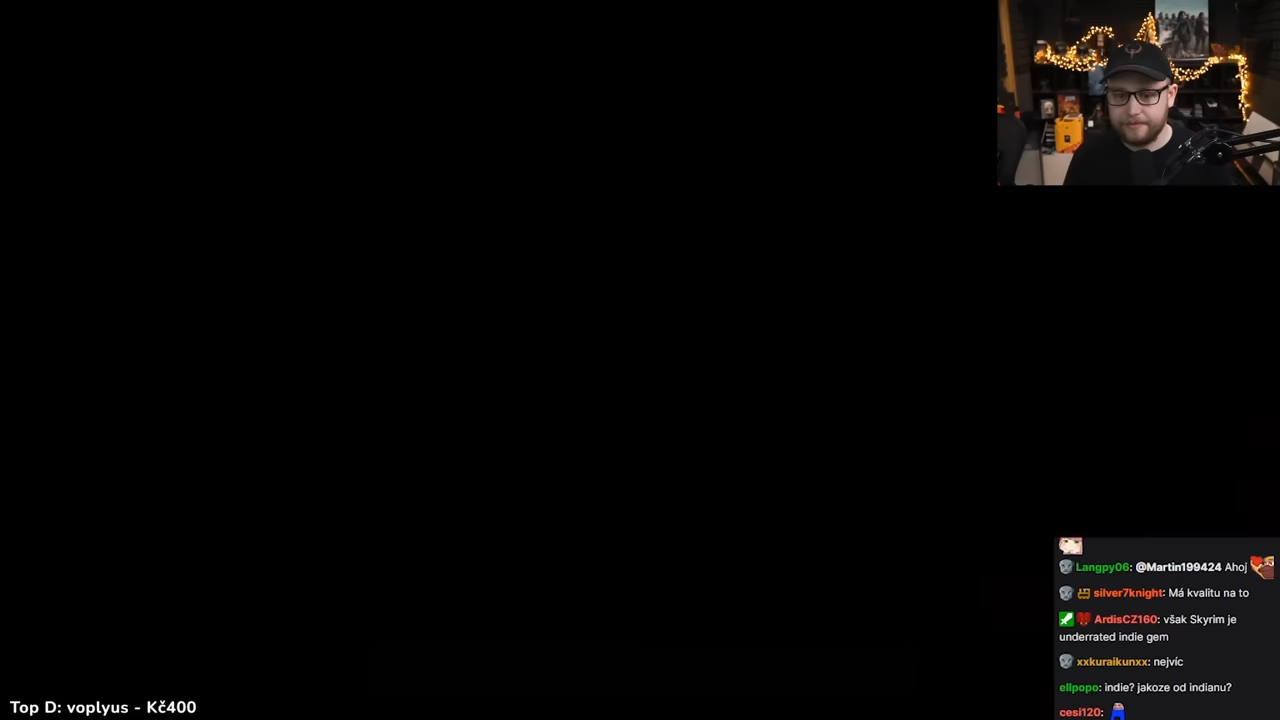 Langpy06: @Martin199424 Ahoj
silver7knight: Má kvalitu na to
ArdisCZ160: však Skyrim je
underrated indie gem
xxkuraikunxx: nejvíc
ellpopo: indie? jakoze od indianu?
cesi120:
Top D: voplyus - Kč400